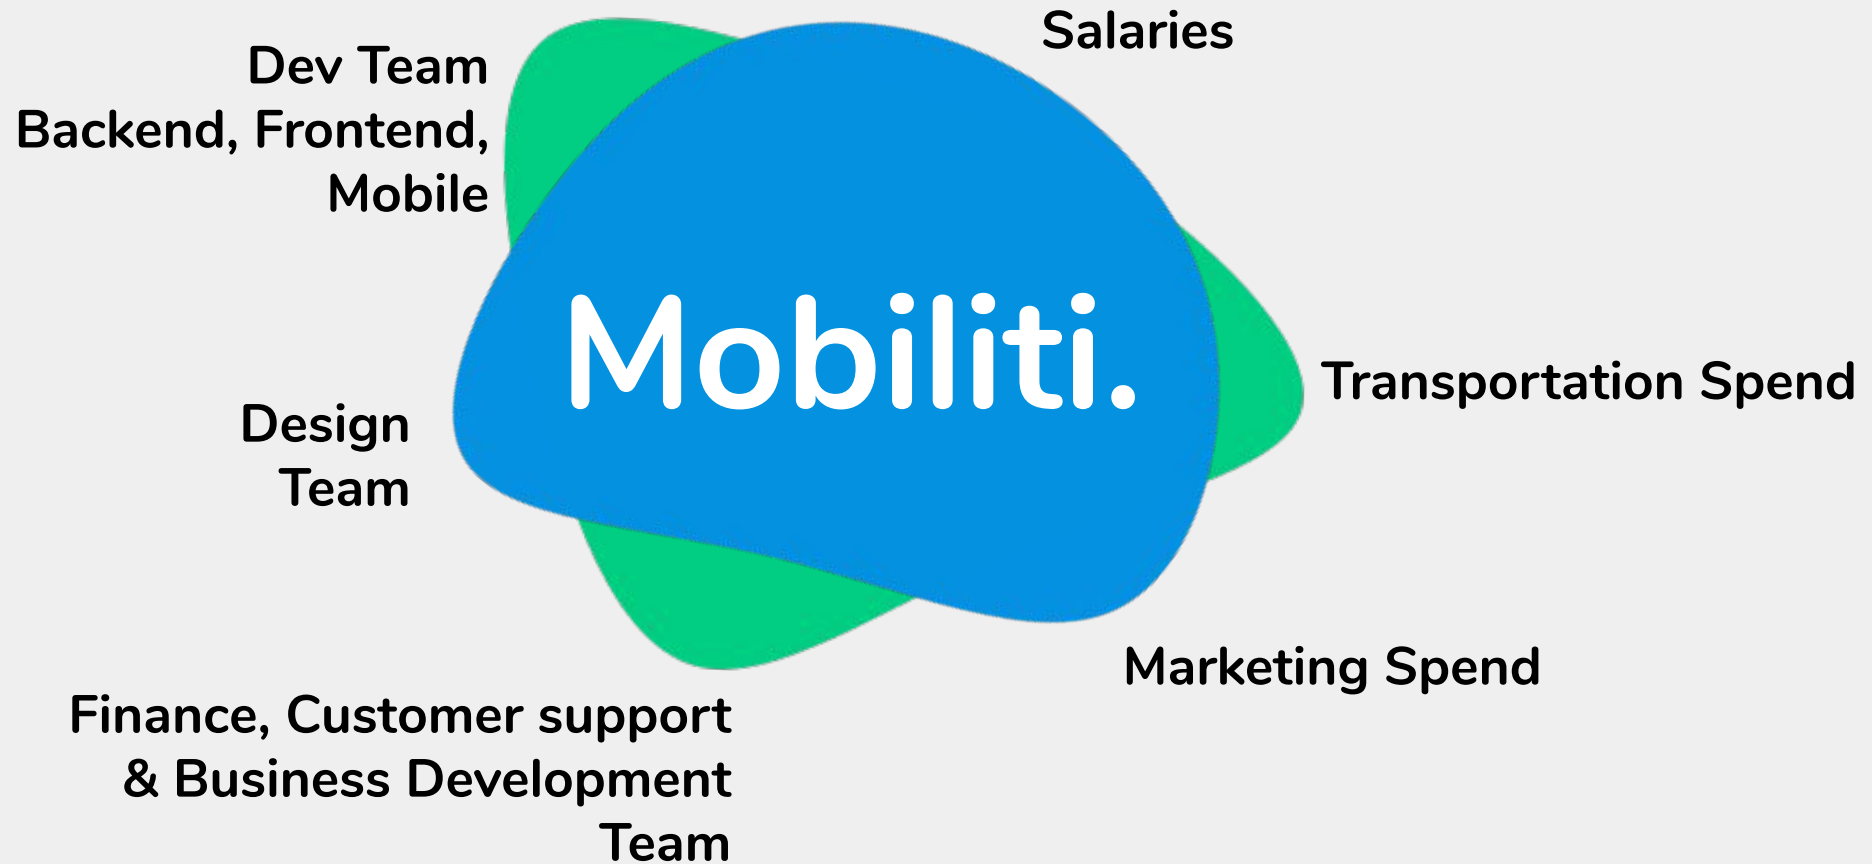 Dev Team
Backend, Frontend,
Mobile
Design
Team
Finance, Customer support
& Business Development
Team
Mobiliti.
Salaries
Transportation Spend
Marketing Spend